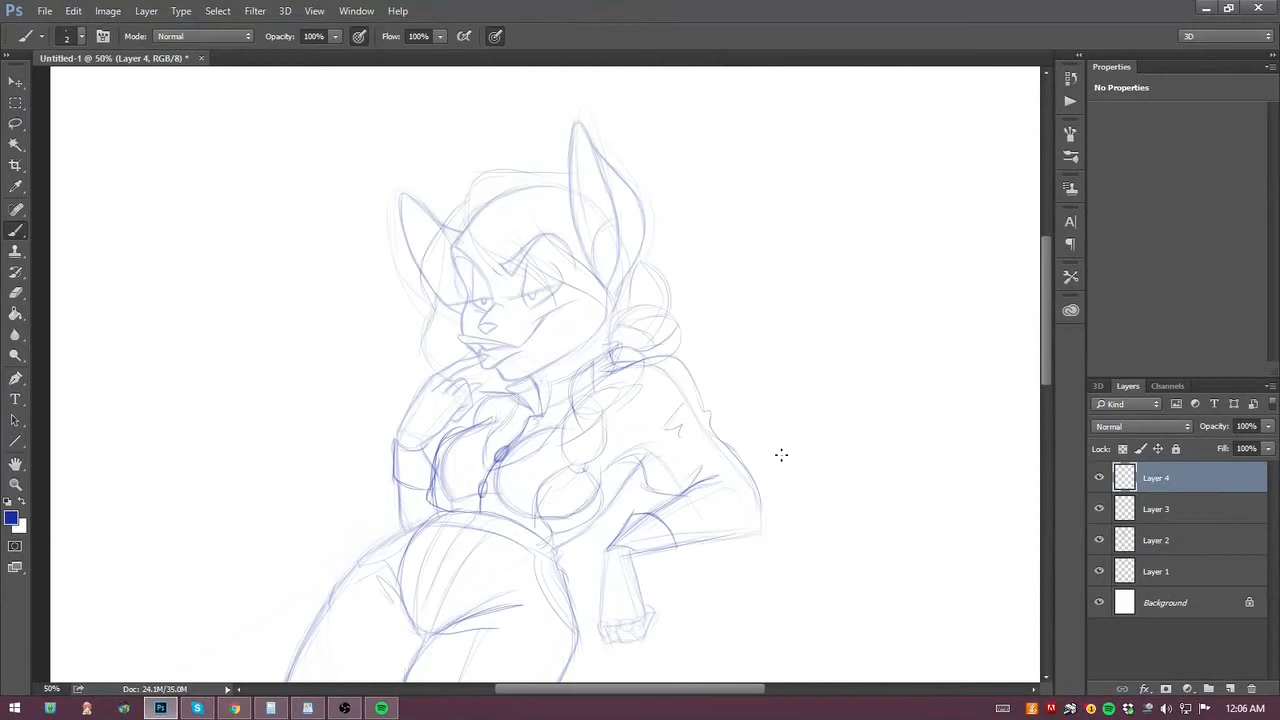 Ps File Edit Image Layer Type Select Filter 3D View Window Help
2 Mode: Normal Opacity: 100% Flow: 100% 3D
Untitled-1 @ 50% (Layer 4, RGB/8) *
Properties
No Properties
3D Layers Channels
Kind
Normal Opacity: 100%
Lock: Fill: 100%
Layer 4
Layer 3
Layer 2
Layer 1
Background
50% Doc: 24.1M/35.0M
12:06 AM